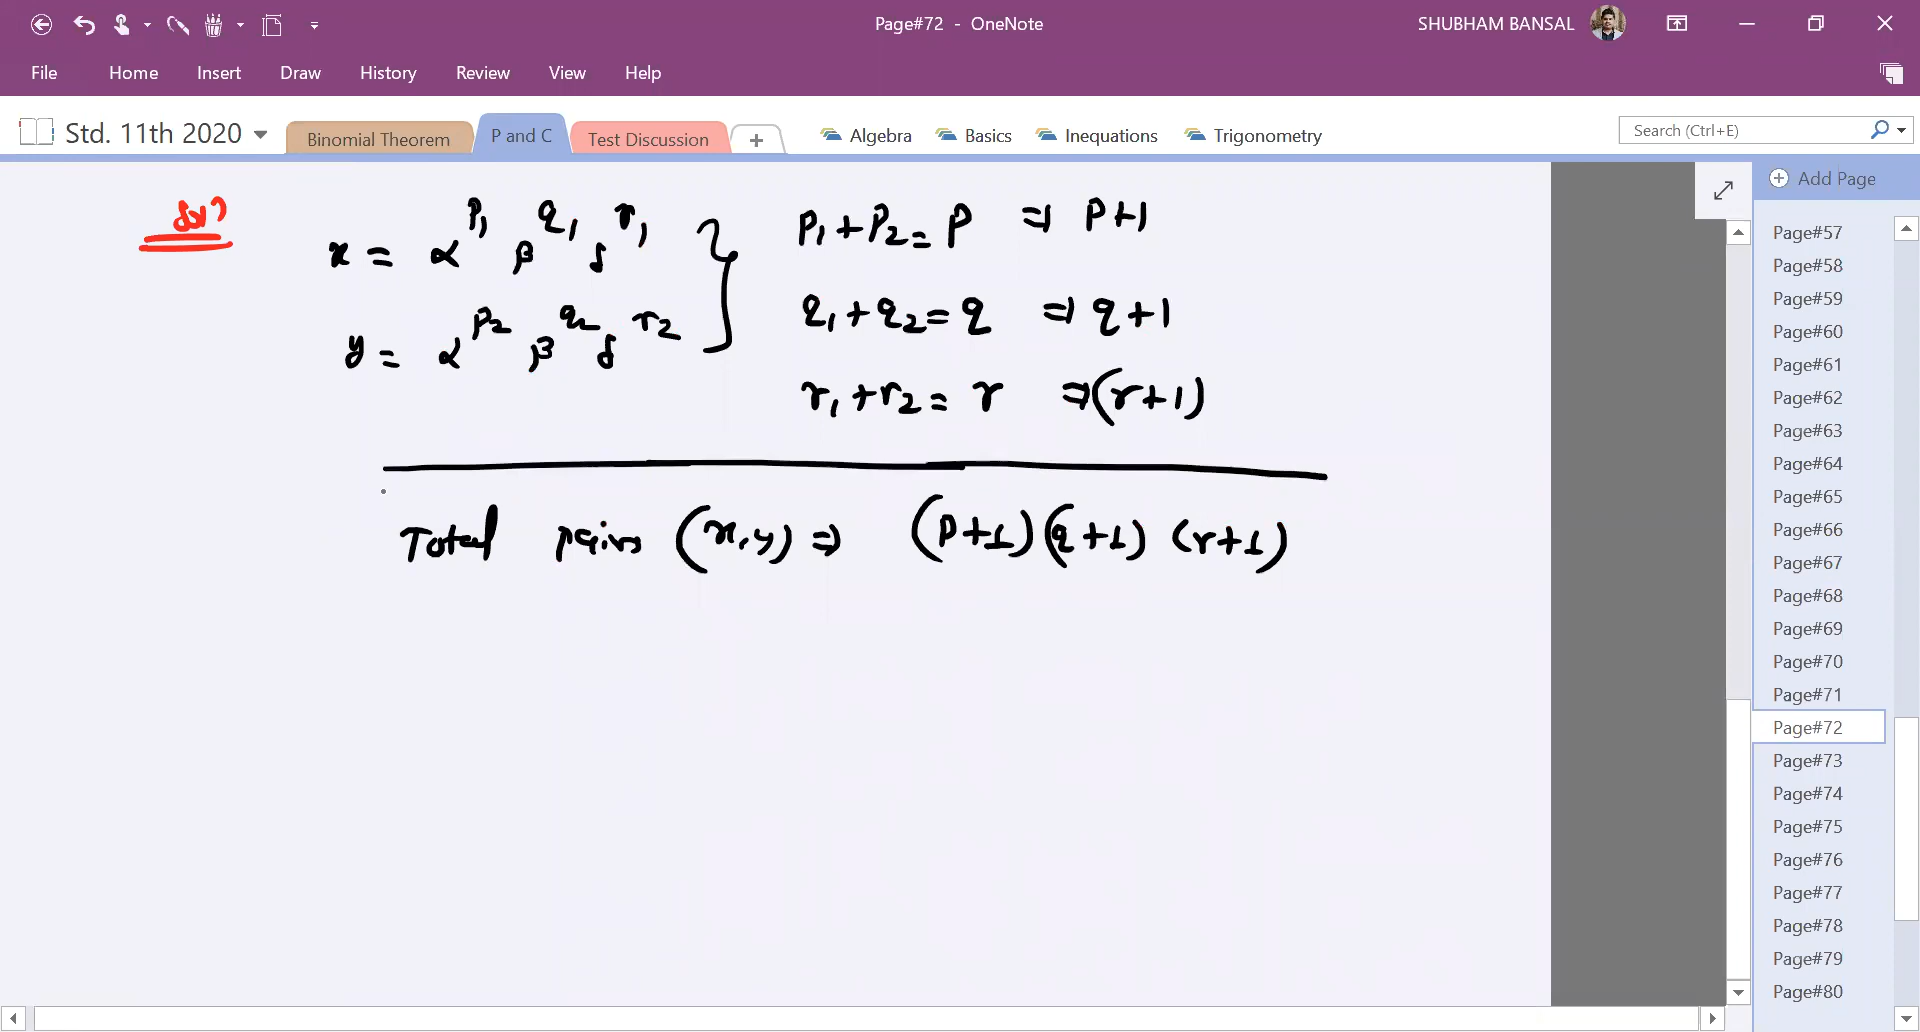 Page#72 - OneNote
SHUBHAM BANSAL
File Home Insert Draw History Review View Help
Std. 11th 2020
Binomial Theorem P and C Test Discussion + Algebra Basics Inequations Trigonometry
Search (Ctrl+E)
Add Page
Solⁿ
x = α^p₁ β^q₁ δ^r₁
y = α^p₂ β^q₂ δ^r₂
p₁ + p₂ = p ⇒ p+1
q₁ + q₂ = q ⇒ q+1
r₁ + r₂ = r ⇒ (r+1)
Total pairs (x,y) ⇒ (p+1) (q+1) (r+1)
Page#57
Page#58
Page#59
Page#60
Page#61
Page#62
Page#63
Page#64
Page#65
Page#66
Page#67
Page#68
Page#69
Page#70
Page#71
Page#72
Page#73
Page#74
Page#75
Page#76
Page#77
Page#78
Page#79
Page#80